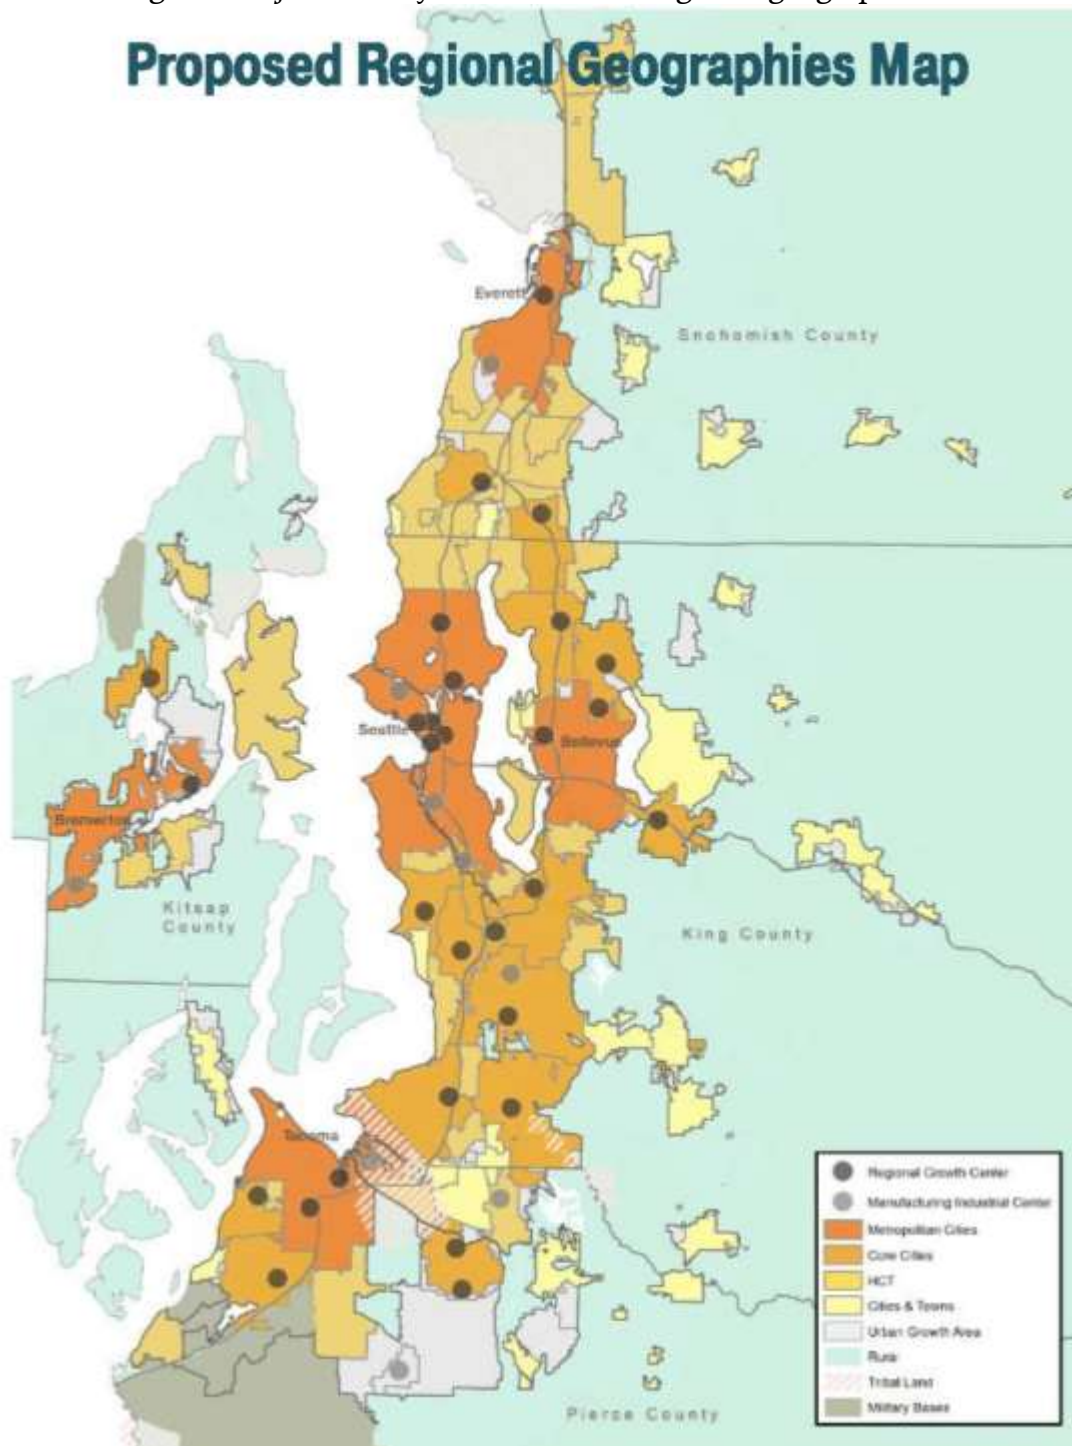 Proposed Regional Geographies Map
Everett
Snohomish County
Seattle
Bellevue
Bremerton
Kitsap
County
King County
Tacoma
Regional Growth Center
Manufacturing Industrial Center
Metropolitan Cities
Core Cities
HCT
Cities & Towns
Urban Growth Area
Rural
Tribal Land
Military Bases
Pierce County